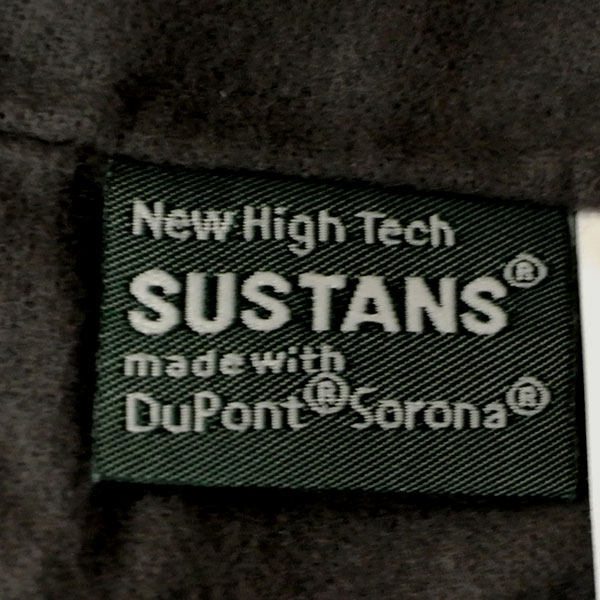 New High Tech
SUSTANS®
made with
DuPont® Sorona®